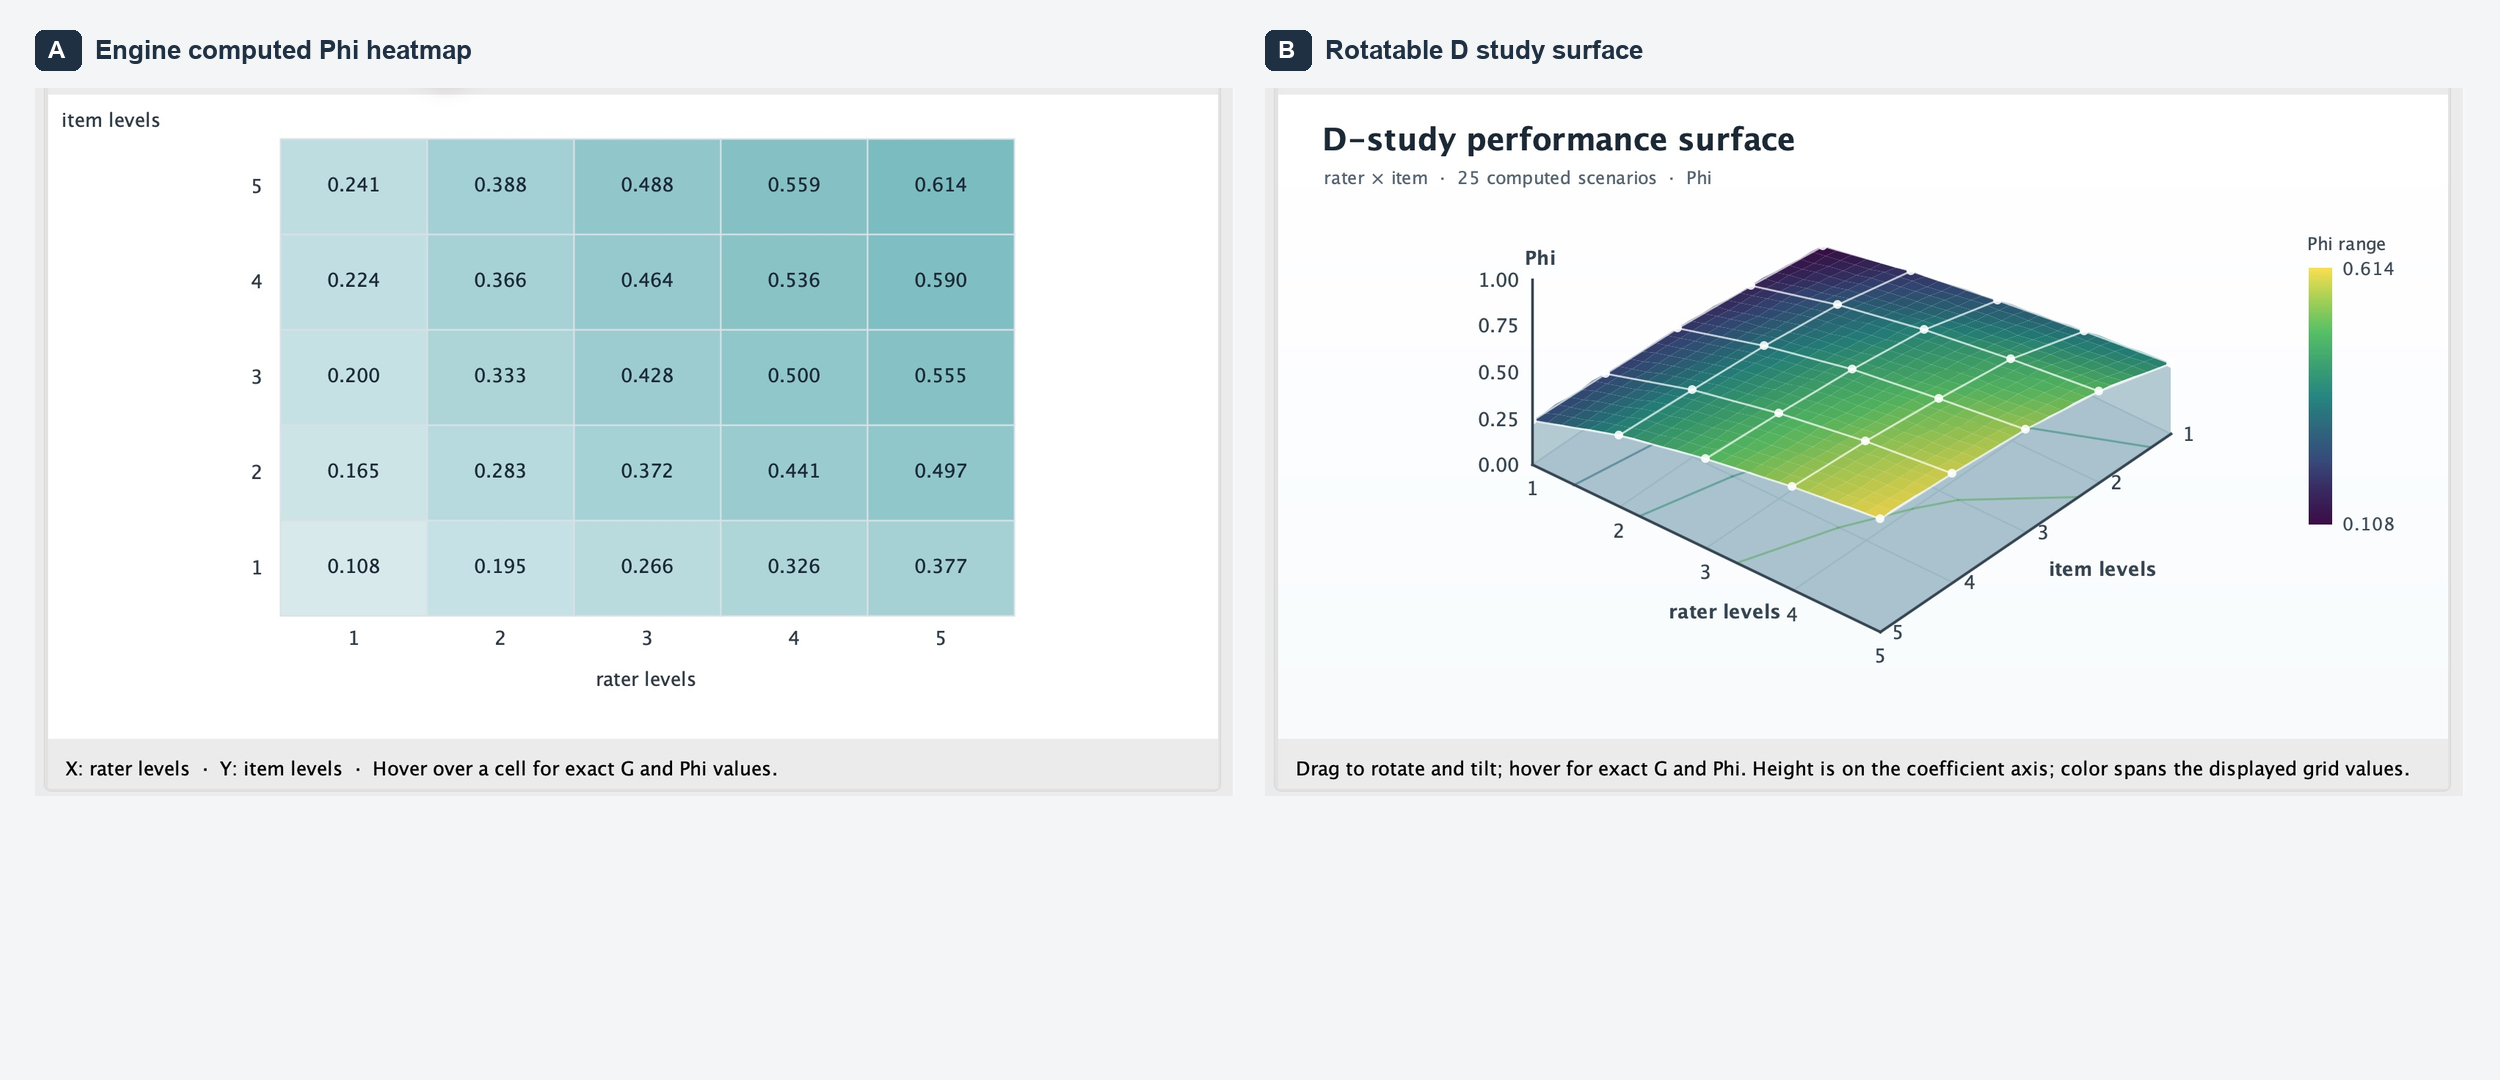 A Engine computed Phi heatmap
item levels
5 0.241 0.388 0.488 0.559 0.614
4 0.224 0.366 0.464 0.536 0.590
3 0.200 0.333 0.428 0.500 0.555
2 0.165 0.283 0.372 0.441 0.497
1 0.108 0.195 0.266 0.326 0.377
1 2 3 4 5
rater levels
X: rater levels · Y: item levels · Hover over a cell for exact G and Phi values.
B Rotatable D study surface
D-study performance surface
rater × item · 25 computed scenarios · Phi
Phi
1.00
0.75
0.50
0.25
0.00
1
2
3
rater levels 4
5
1
2
3
item levels
4
5
Phi range
0.614
0.108
Drag to rotate and tilt; hover for exact G and Phi. Height is on the coefficient axis; color spans the displayed grid values.